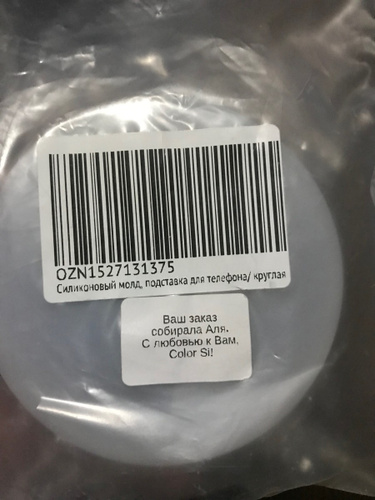 OZN1527131375
Силиконовый молд, подставка для телефона/ круглая
Ваш заказ
собирала Аля.
С любовью к Вам,
Color Si!